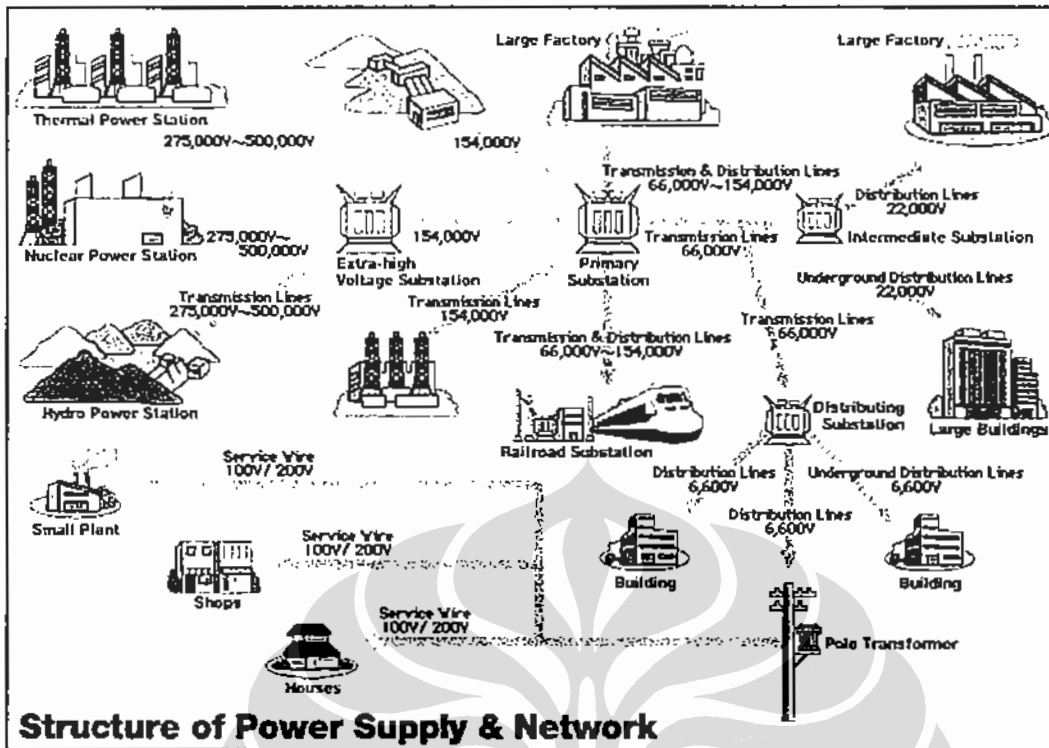 Large Factory
Large Factory
Thermal Power Station
275,000V~500,000V
154,000V
Transmission & Distribution Lines
66,000V~154,000V
Distribution Lines
22,000V
Nuclear Power Station
275,000V~
500,000V
Extra-high
Voltage Substation
154,000V
Primary
Substation
Transmission Lines
66,000V
Intermediate Substation
Transmission Lines
275,000V~500,000V
Transmission Lines
154,000V
Underground Distribution Lines
22,000V
Transmission & Distribution Lines
66,000V~154,000V
Transmission Lines
66,000V
Hydro Power Station
Railroad Substation
Distributing
Substation
Large Buildings
Service Wire
100V/ 200V
Distribution Lines
6,600V
Underground Distribution Lines
6,600V
Small Plant
Distribution Lines
6,600V
Service Wire
100V/ 200V
Shops
Building
Building
Service Wire
100V/ 200V
Pole Transformer
Houses
Structure of Power Supply & Network